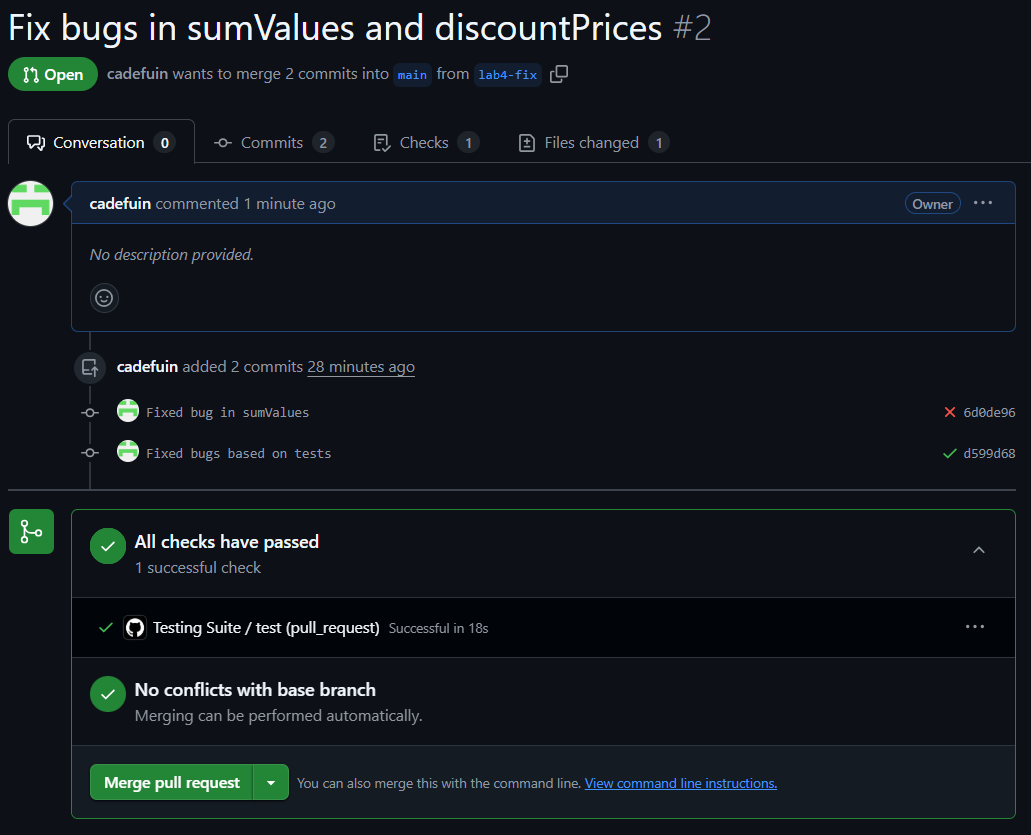 Fix bugs in sumValues and discountPrices #2
Open cadefuin wants to merge 2 commits into main from lab4-fix
Conversation 0 Commits 2 Checks 1 Files changed 1
cadefuin commented 1 minute ago Owner
No description provided.
cadefuin added 2 commits 28 minutes ago
Fixed bug in sumValues 6d0de96
Fixed bugs based on tests d599d68
All checks have passed
1 successful check
Testing Suite / test (pull_request) Successful in 18s
No conflicts with base branch
Merging can be performed automatically.
Merge pull request You can also merge this with the command line. View command line instructions.